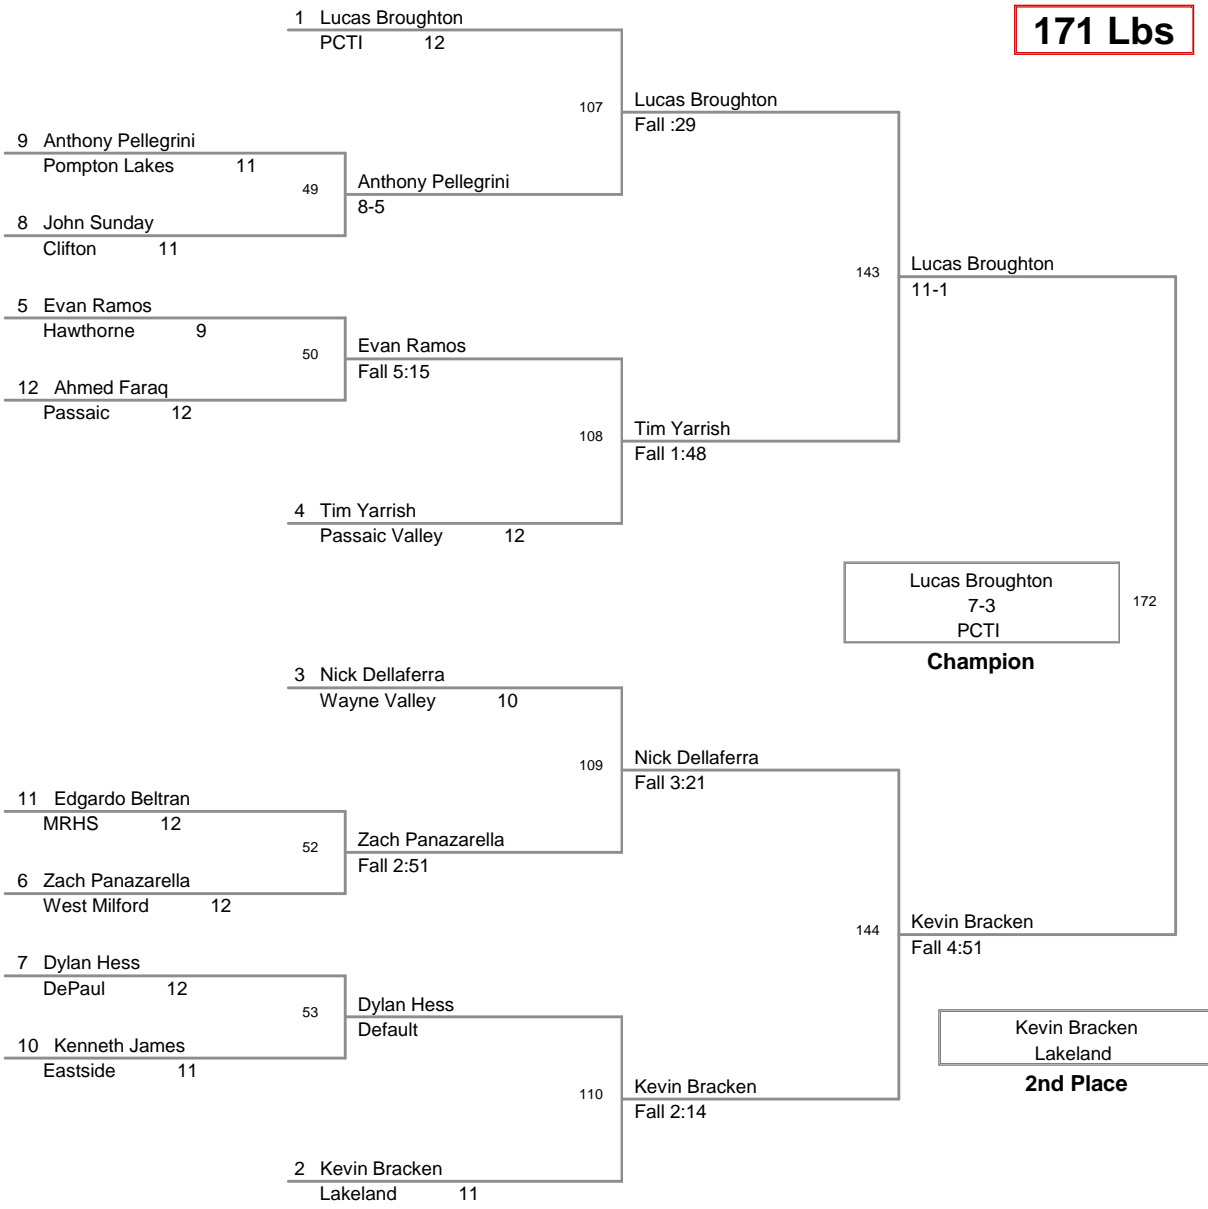 171 Lbs
1 Lucas Broughton
PCTI 12
107
Lucas Broughton
Fall :29
9 Anthony Pellegrini
Pompton Lakes 11
49
Anthony Pellegrini
8-5
8 John Sunday
Clifton 11
143
Lucas Broughton
11-1
5 Evan Ramos
Hawthorne 9
50
Evan Ramos
Fall 5:15
12 Ahmed Faraq
Passaic 12
108
Tim Yarrish
Fall 1:48
4 Tim Yarrish
Passaic Valley 12
Lucas Broughton
7-3
PCTI
172
Champion
3 Nick Dellaferra
Wayne Valley 10
109
Nick Dellaferra
Fall 3:21
11 Edgardo Beltran
MRHS 12
52
Zach Panazarella
Fall 2:51
6 Zach Panazarella
West Milford 12
144
Kevin Bracken
Fall 4:51
7 Dylan Hess
DePaul 12
53
Dylan Hess
Default
10 Kenneth James
Eastside 11
Kevin Bracken
Lakeland
2nd Place
110
Kevin Bracken
Fall 2:14
2 Kevin Bracken
Lakeland 11